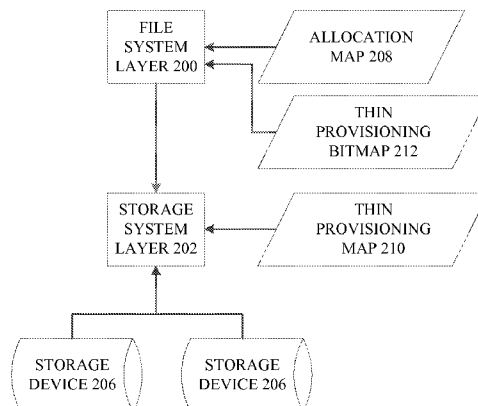 FILE
SYSTEM
LAYER 200
ALLOCATION
MAP 208
THIN
PROVISIONING
BITMAP 212
STORAGE
SYSTEM
LAYER 202
THIN
PROVISIONING
MAP 210
STORAGE
DEVICE 206
STORAGE
DEVICE 206